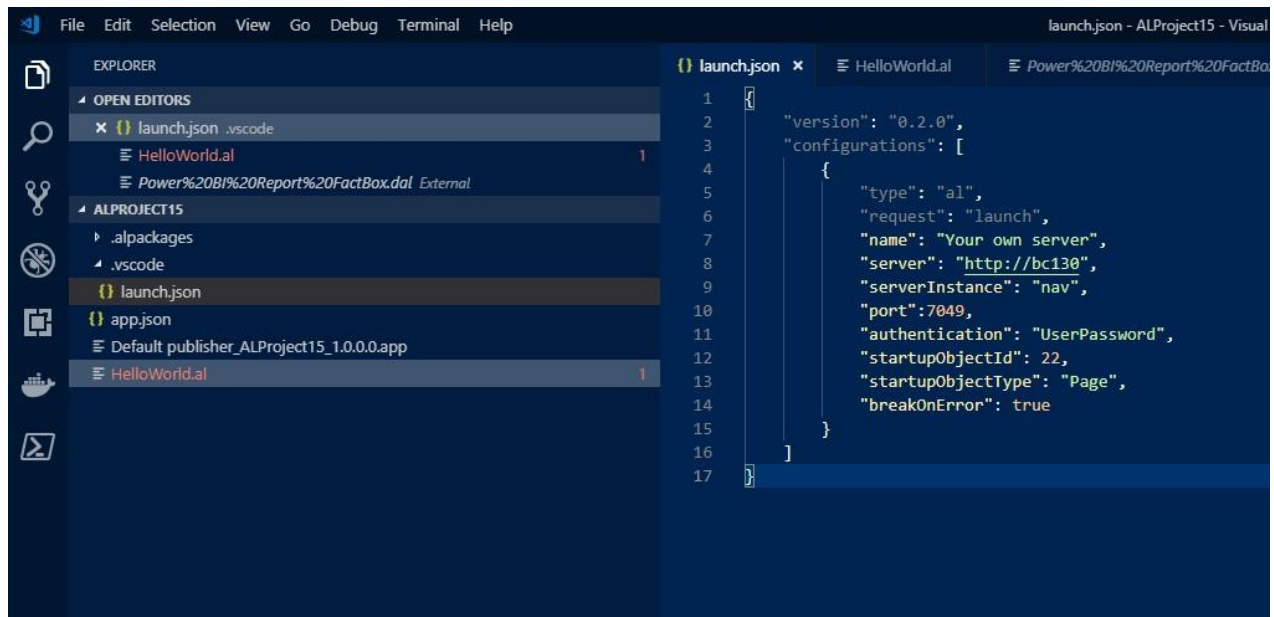 File Edit Selection View Go Debug Terminal Help launch.json - ALProject15 - Visual
EXPLORER
OPEN EDITORS
{} launch.json .vscode
HelloWorld.al 1
Power%20BI%20Report%20FactBox.dal External
ALPROJECT15
.alpackages
.vscode
{} launch.json
{} app.json
Default publisher_ALProject15_1.0.0.0.app
HelloWorld.al 1
{} launch.json × HelloWorld.al Power%20BI%20Report%20FactBo
1 {
2 "version": "0.2.0",
3 "configurations": [
4 {
5 "type": "al",
6 "request": "launch",
7 "name": "Your own server",
8 "server": "http://bc130",
9 "serverInstance": "nav",
10 "port":7049,
11 "authentication": "UserPassword",
12 "startupObjectId": 22,
13 "startupObjectType": "Page",
14 "breakOnError": true
15 }
16 ]
17 }